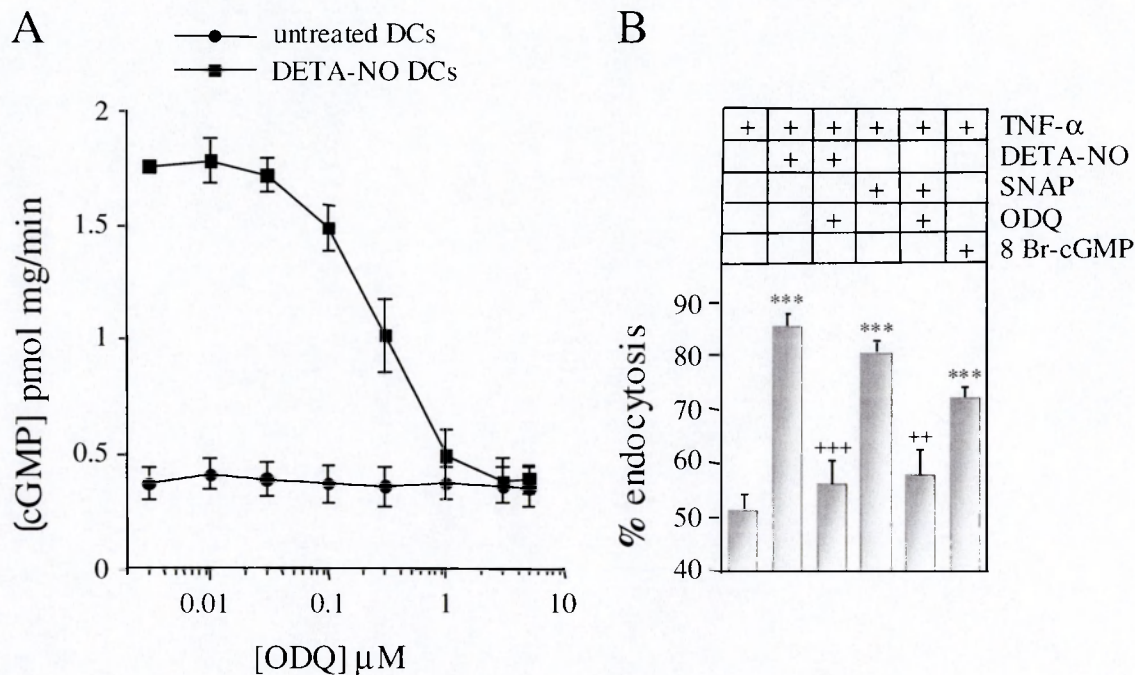 A
untreated DCs
DETA-NO DCs
2
1.5
1
0.5
0
[cGMP] pmol mg/min
0.01 0.1 1 10
[ODQ] µM
B
+ + + + + + TNF-α
+ + DETA-NO
+ + SNAP
+ + ODQ
+ 8 Br-cGMP
90
80
70
60
50
40
% endocytosis
***
+++
***
++
***